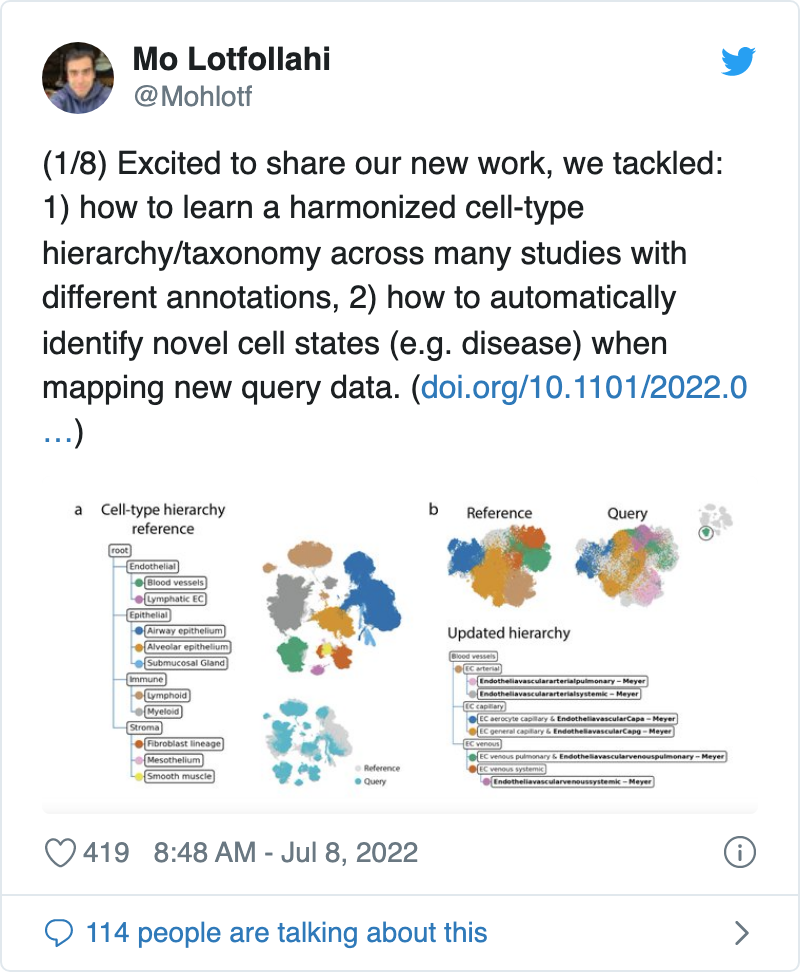 Mo Lotfollahi
@Mohlotf
(1/8) Excited to share our new work, we tackled:
1) how to learn a harmonized cell-type
hierarchy/taxonomy across many studies with
different annotations, 2) how to automatically
identify novel cell states (e.g. disease) when
mapping new query data. (doi.org/10.1101/2022.0
…)
a Cell-type hierarchy
reference
root
Endothelial
Blood vessels
Lymphatic EC
Epithelial
Airway epithelium
Alveolar epithelium
Submucosal Gland
Immune
Lymphoid
Myeloid
Stroma
Fibroblast lineage
Mesothelium
Smooth muscle
Reference
Query
b Reference Query
Updated hierarchy
Blood vessels
EC arterial
Endotheliavasculararterialpulmonary – Meyer
Endotheliavasculararterialsystemic – Meyer
EC capillary
EC aerocyte capillary & EndotheliavascularCapa – Meyer
EC general capillary & EndotheliavascularCapg – Meyer
EC venous
EC venous pulmonary & Endotheliavascularvenouspulmonary – Meyer
EC venous systemic
Endotheliavascularvenoussystemic – Meyer
419 8:48 AM - Jul 8, 2022
114 people are talking about this